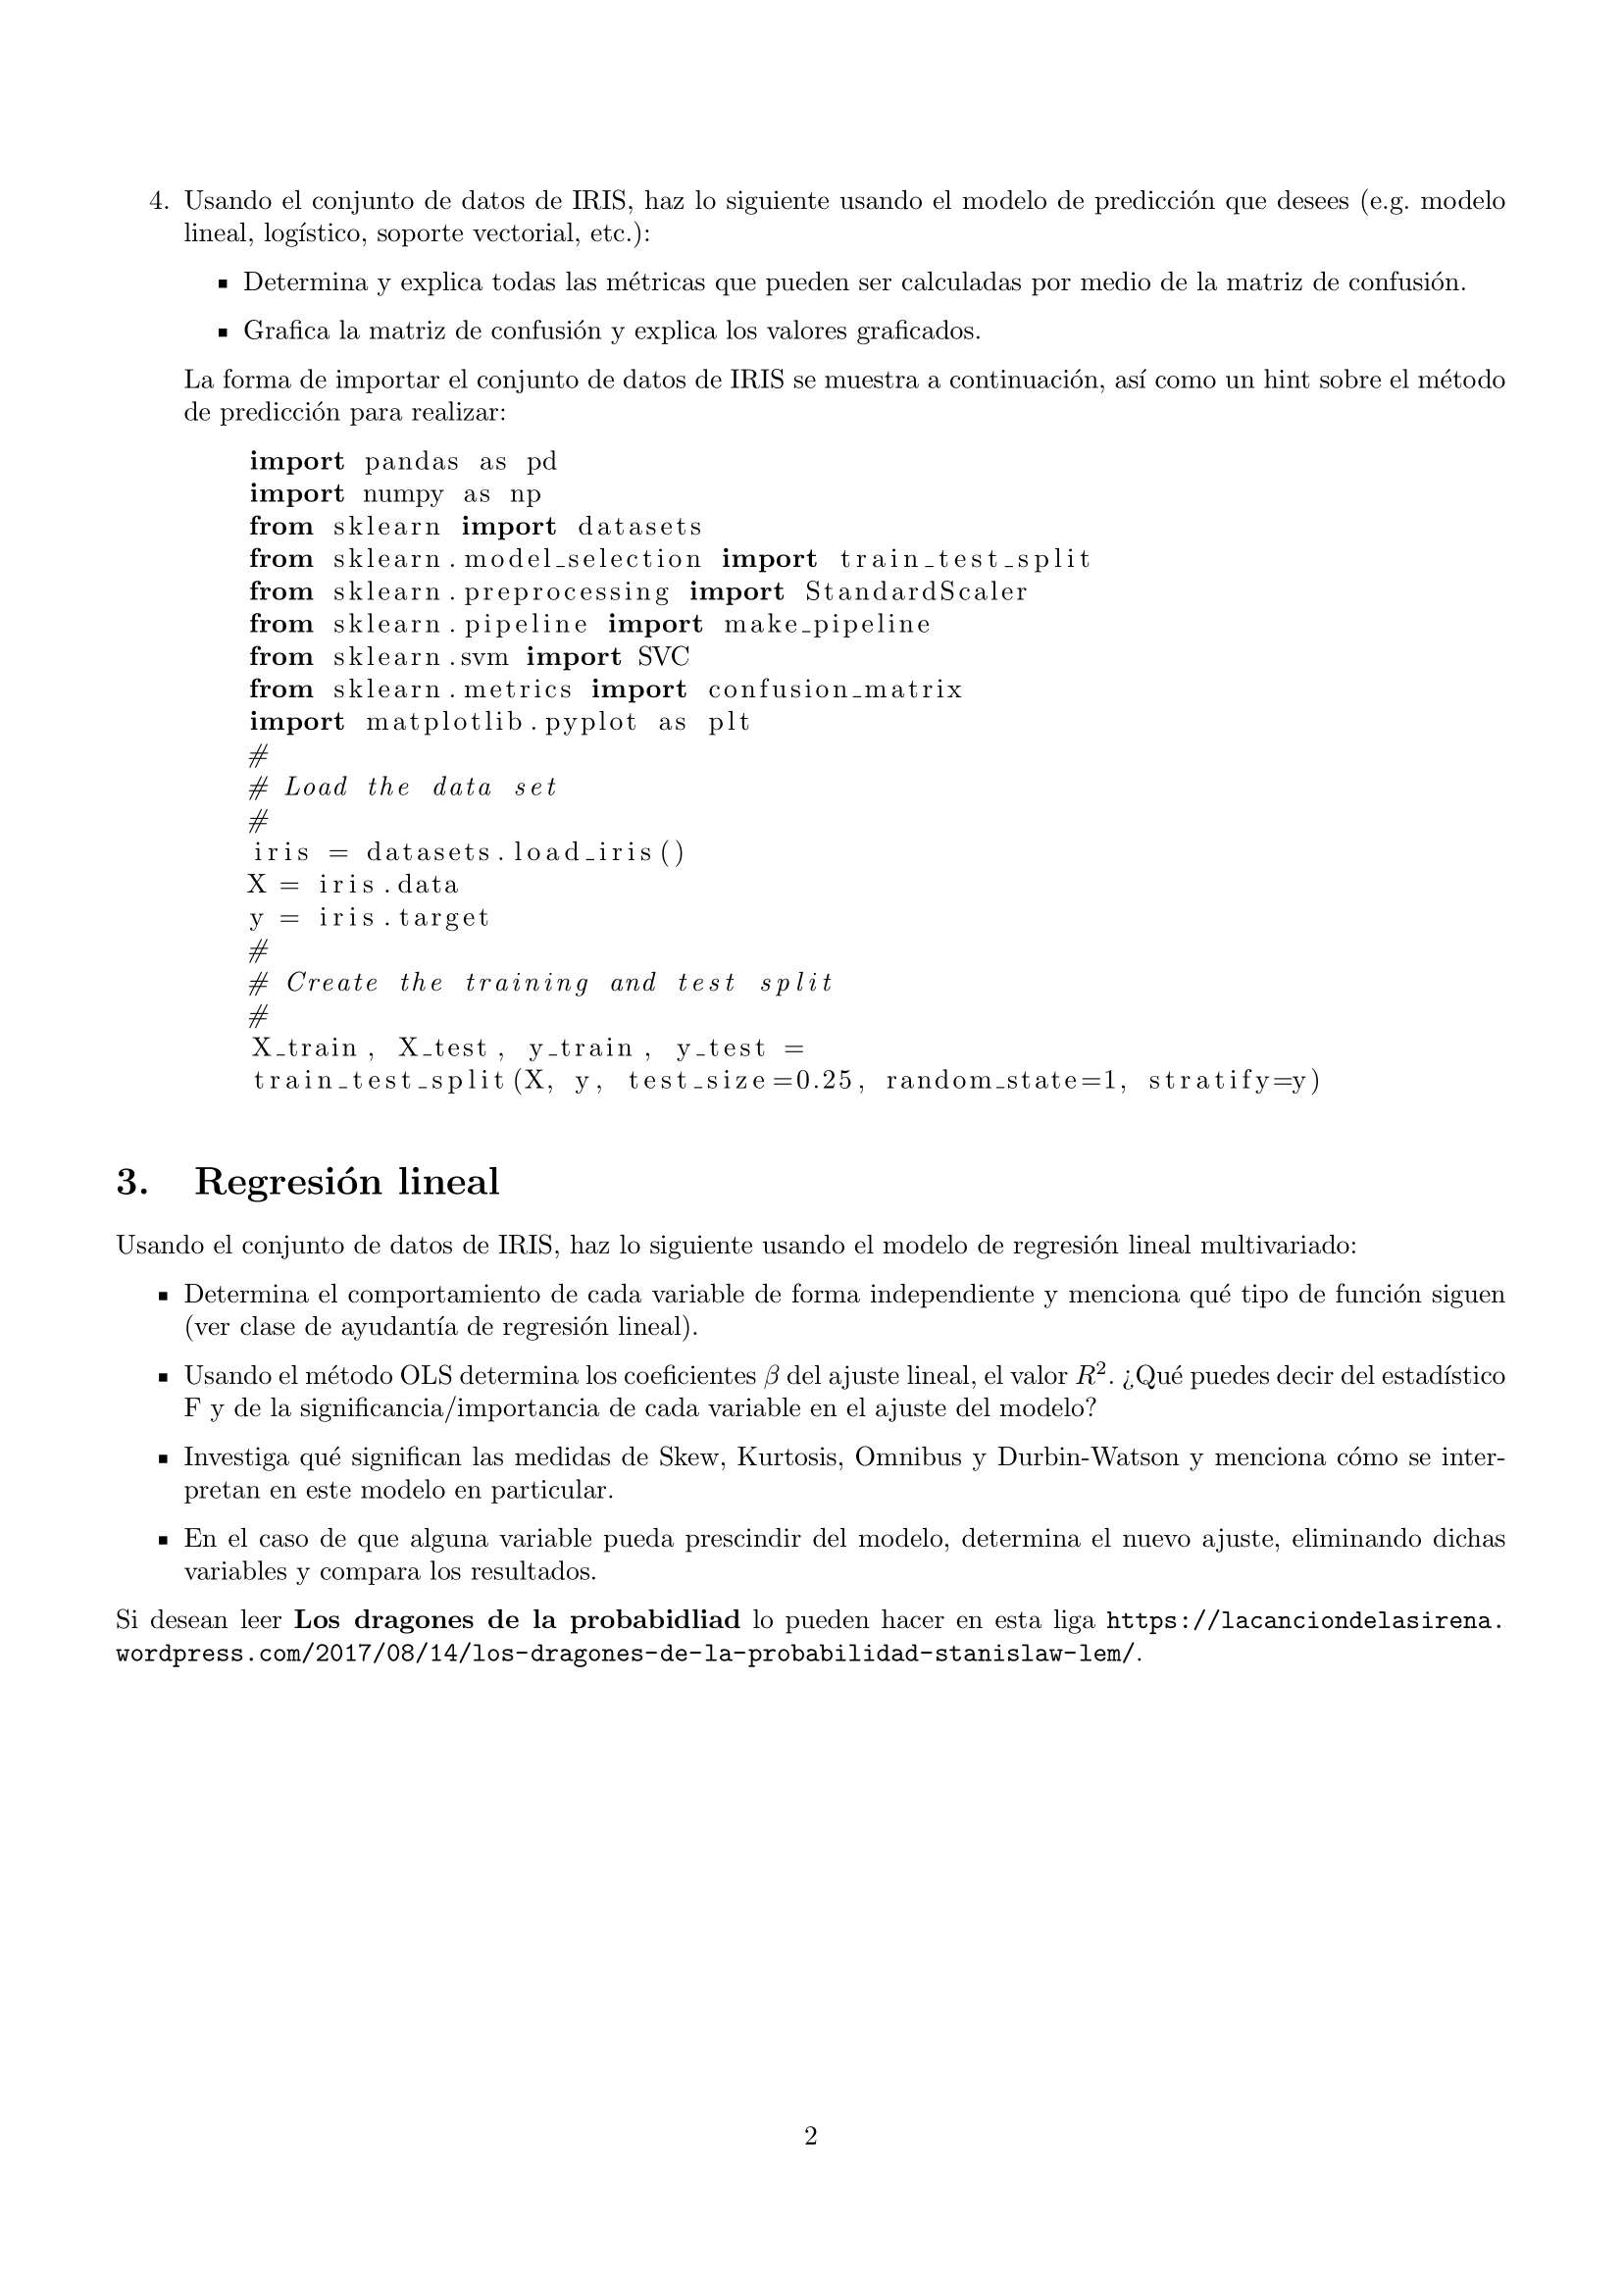 4. Usando el conjunto de datos de IRIS, haz lo siguiente usando el modelo de predicción que desees (e.g. modelo
lineal, logístico, soporte vectorial, etc.):
▪ Determina y explica todas las métricas que pueden ser calculadas por medio de la matriz de confusión.
▪ Grafica la matriz de confusión y explica los valores graficados.
La forma de importar el conjunto de datos de IRIS se muestra a continuación, así como un hint sobre el método
de predicción para realizar:
import pandas as pd
import numpy as np
from sklearn import datasets
from sklearn.model_selection import train_test_split
from sklearn.preprocessing import StandardScaler
from sklearn.pipeline import make_pipeline
from sklearn.svm import SVC
from sklearn.metrics import confusion_matrix
import matplotlib.pyplot as plt
#
# Load the data set
#
iris = datasets.load_iris()
X = iris.data
y = iris.target
#
# Create the training and test split
#
X_train, X_test, y_train, y_test =
train_test_split(X, y, test_size=0.25, random_state=1, stratify=y)
3. Regresión lineal
Usando el conjunto de datos de IRIS, haz lo siguiente usando el modelo de regresión lineal multivariado:
▪ Determina el comportamiento de cada variable de forma independiente y menciona qué tipo de función siguen
(ver clase de ayudantía de regresión lineal).
▪ Usando el método OLS determina los coeficientes β del ajuste lineal, el valor R². ¿Qué puedes decir del estadístico
F y de la significancia/importancia de cada variable en el ajuste del modelo?
▪ Investiga qué significan las medidas de Skew, Kurtosis, Omnibus y Durbin-Watson y menciona cómo se inter-
pretan en este modelo en particular.
▪ En el caso de que alguna variable pueda prescindir del modelo, determina el nuevo ajuste, eliminando dichas
variables y compara los resultados.
Si desean leer Los dragones de la probabidliad lo pueden hacer en esta liga https://lacanciondelasirena.
wordpress.com/2017/08/14/los-dragones-de-la-probabilidad-stanislaw-lem/.
2